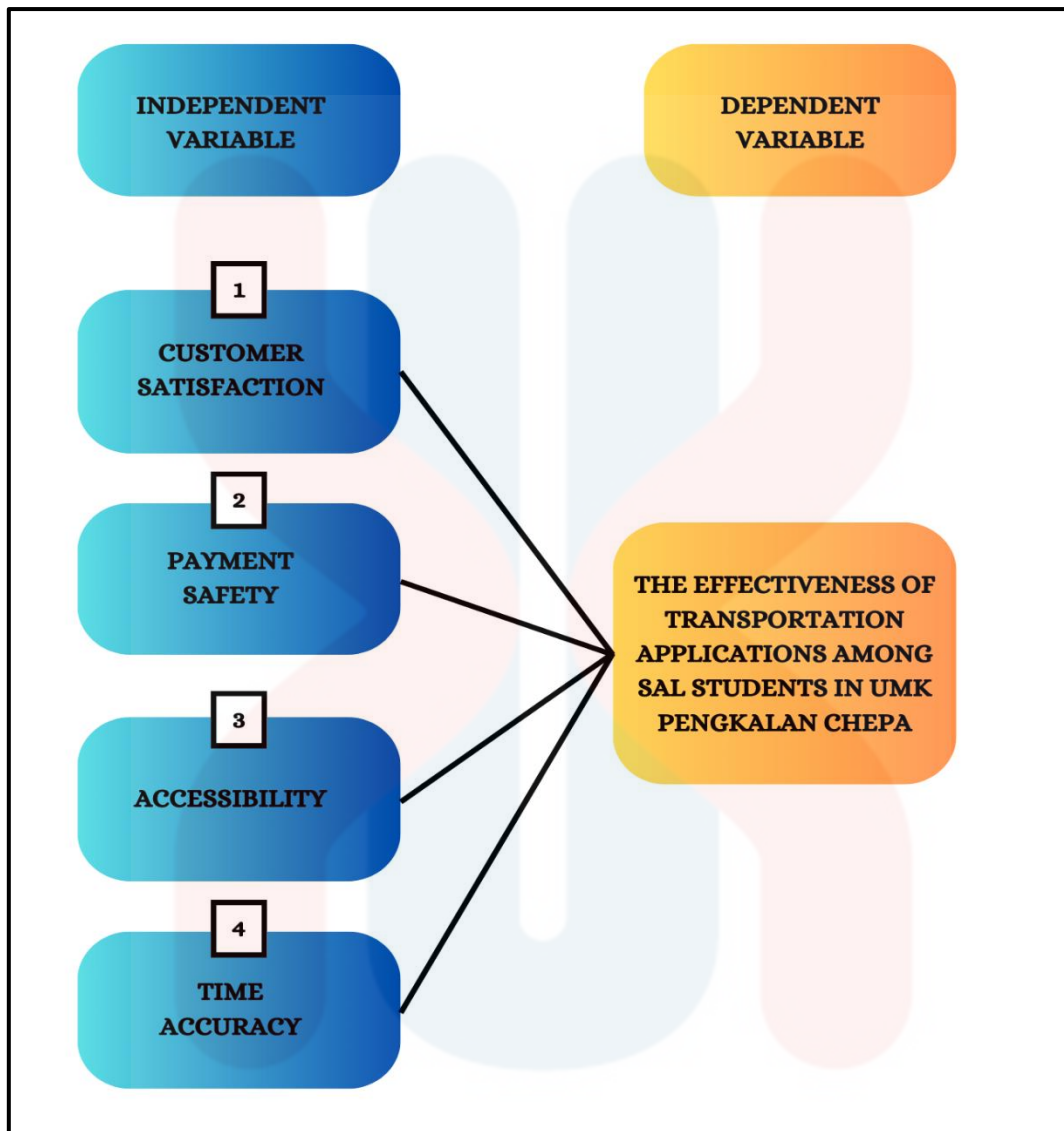 INDEPENDENT
VARIABLE
DEPENDENT
VARIABLE
1
CUSTOMER
SATISFACTION
2
PAYMENT
SAFETY
3
ACCESSIBILITY
4
TIME
ACCURACY
THE EFFECTIVENESS OF
TRANSPORTATION
APPLICATIONS AMONG
SAL STUDENTS IN UMK
PENGKALAN CHEPA